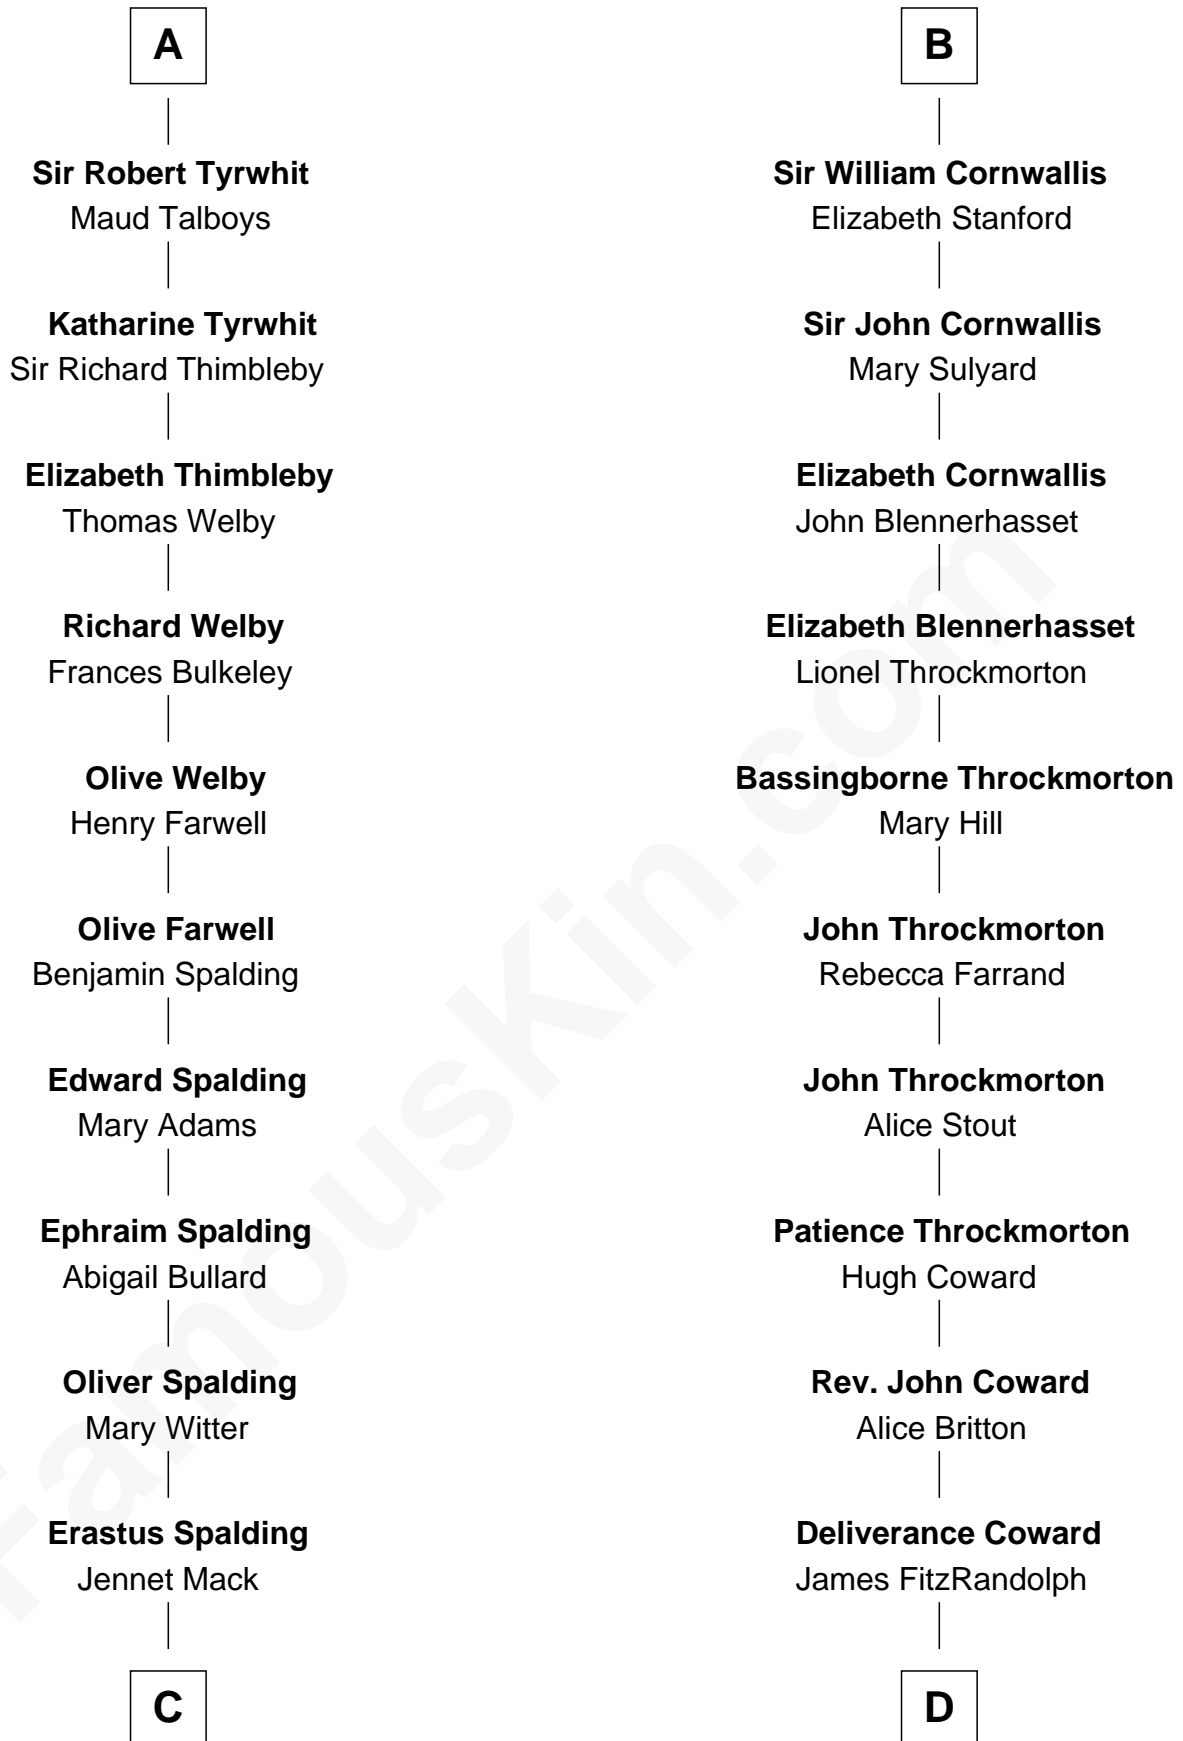 A
Sir Robert Tyrwhit
Maud Talboys
Katharine Tyrwhit
Sir Richard Thimbleby
Elizabeth Thimbleby
Thomas Welby
Richard Welby
Frances Bulkeley
Olive Welby
Henry Farwell
Olive Farwell
Benjamin Spalding
Edward Spalding
Mary Adams
Ephraim Spalding
Abigail Bullard
Oliver Spalding
Mary Witter
Erastus Spalding
Jennet Mack
C
B
Sir William Cornwallis
Elizabeth Stanford
Sir John Cornwallis
Mary Sulyard
Elizabeth Cornwallis
John Blennerhasset
Elizabeth Blennerhasset
Lionel Throckmorton
Bassingborne Throckmorton
Mary Hill
John Throckmorton
Rebecca Farrand
John Throckmorton
Alice Stout
Patience Throckmorton
Hugh Coward
Rev. John Coward
Alice Britton
Deliverance Coward
James FitzRandolph
D
FamousKin.com